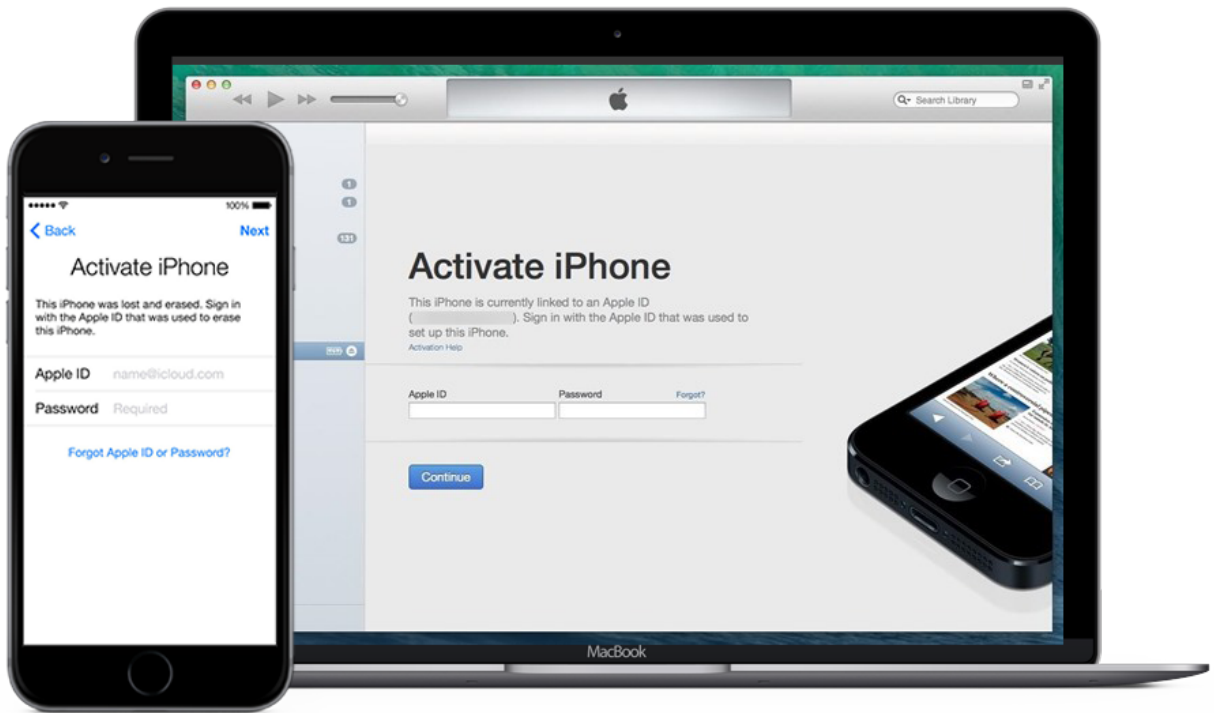 100%
Back
Next
Activate iPhone
This iPhone was lost and erased. Sign in
with the Apple ID that was used to erase
this iPhone.
Apple ID name@icloud.com
Password Required
Forgot Apple ID or Password?
Search Library
1
1
131
Activate iPhone
This iPhone is currently linked to an Apple ID
( ). Sign in with the Apple ID that was used to
set up this iPhone.
Activation Help
Apple ID Password Forgot?
Continue
MacBook